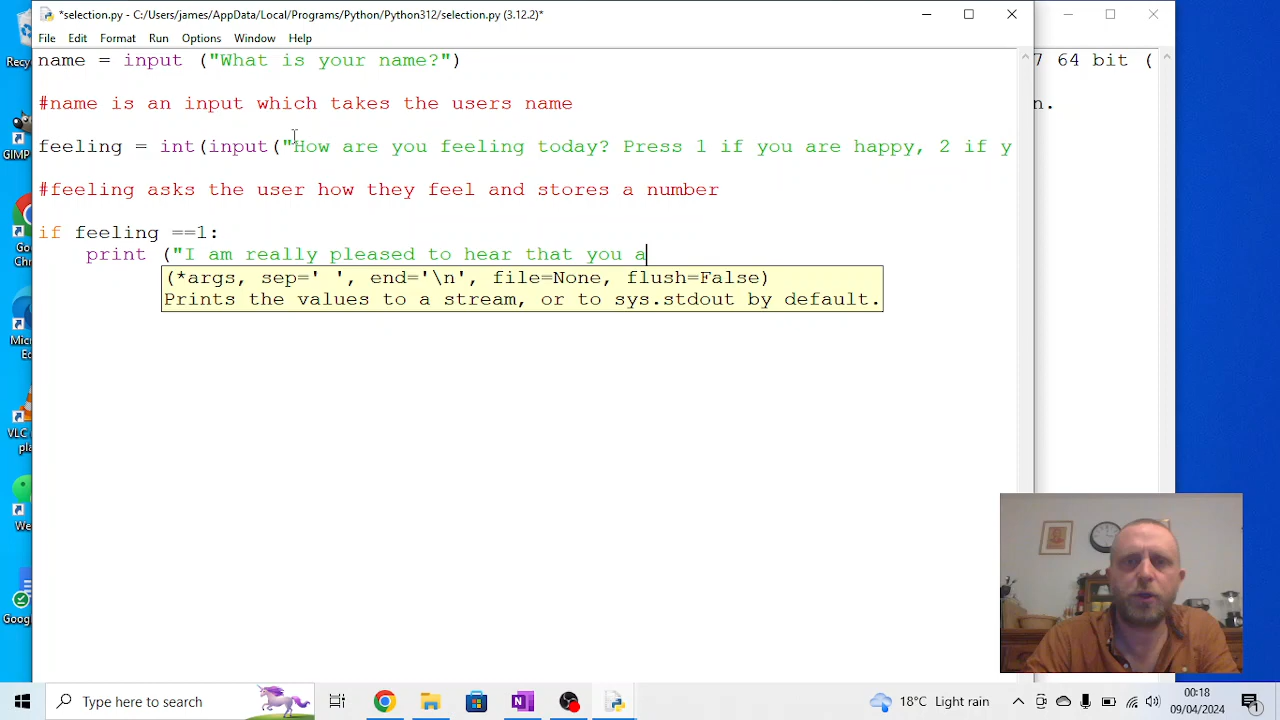 *selection.py - C:/Users/james/AppData/Local/Programs/Python/Python312/selection.py (3.12.2)*
File Edit Format Run Options Window Help
name = input ("What is your name?")
7 64 bit (
#name is an input which takes the users name
n.
feeling = int(input("How are you feeling today? Press 1 if you are happy, 2 if y
#feeling asks the user how they feel and stores a number
if feeling ==1:
print ("I am really pleased to hear that you a
(*args, sep=' ', end='\n', file=None, flush=False)
Prints the values to a stream, or to sys.stdout by default.
GIMP
VLC
Type here to search
18°C Light rain
00:18
09/04/2024